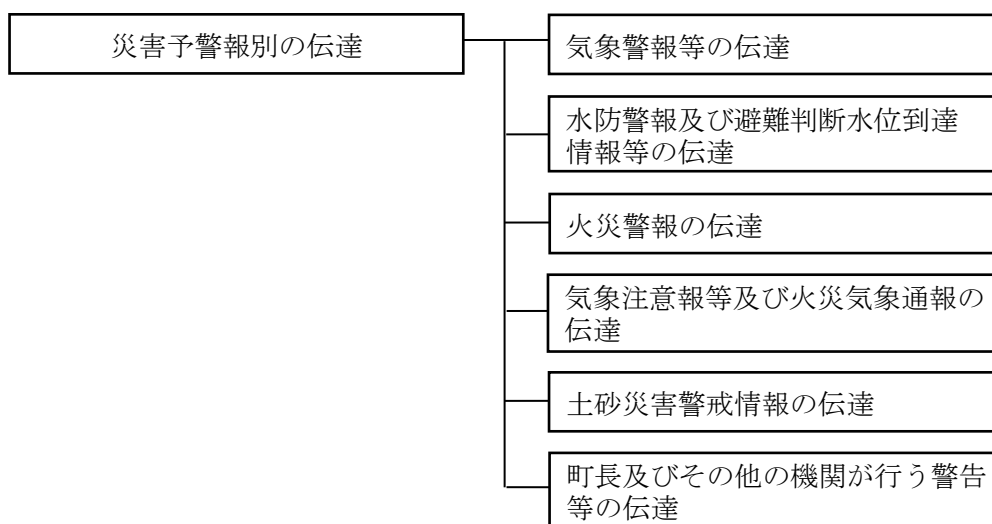 災害予警報別の伝達
気象警報等の伝達
水防警報及び避難判断水位到達
情報等の伝達
火災警報の伝達
気象注意報等及び火災気象通報の
伝達
土砂災害警戒情報の伝達
町長及びその他の機関が行う警告
等の伝達